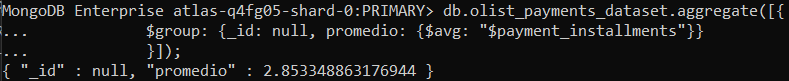 MongoDB Enterprise atlas-q4fg05-shard-0:PRIMARY> db.olist_payments_dataset.aggregate([{
...     $group: {_id: null, promedio: {$avg: "$payment_installments"}}
...     }]);
{ "_id" : null, "promedio" : 2.853348863176944 }